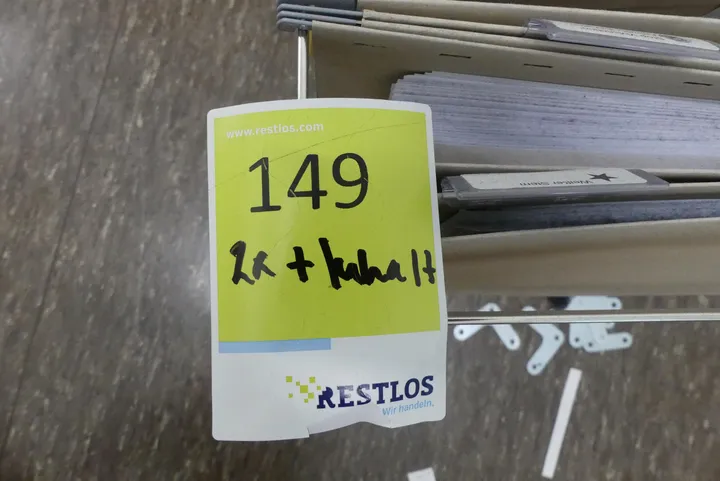 www.restlos.com
149
2x + Inhalt
RESTLOS
Wir handeln.